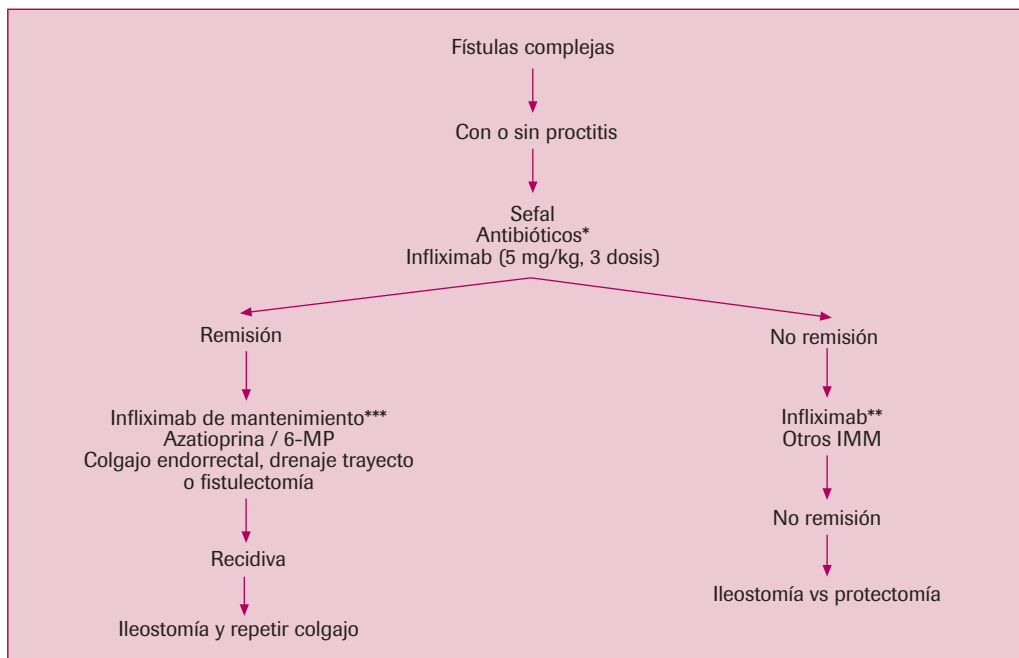 Fístulas complejas
Con o sin proctitis
Sefal
Antibióticos*
Infliximab (5 mg/kg, 3 dosis)
Remisión
Infliximab de mantenimiento***
Azatioprina / 6-MP
Colgajo endorrectal, drenaje trayecto
o fistulectomía
Recidiva
Ileostomía y repetir colgajo
No remisión
Infliximab**
Otros IMM
No remisión
Ileostomía vs protectomía